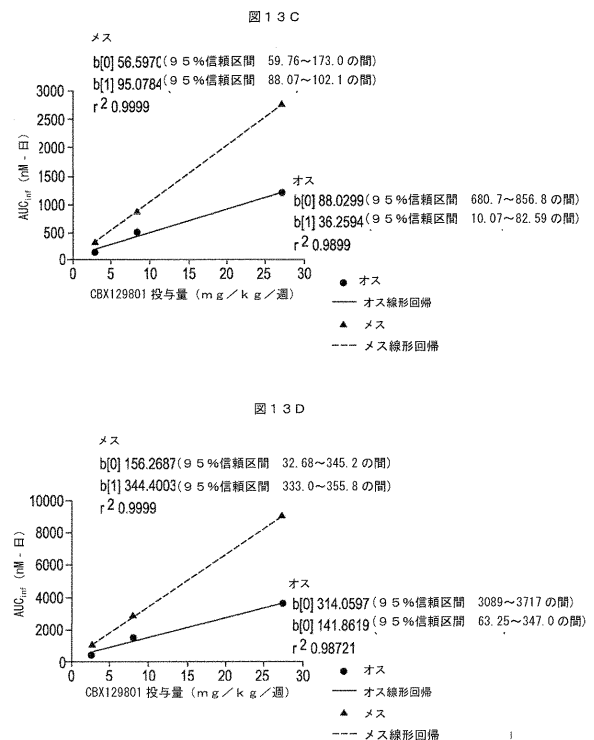 図13C
メス
b[0] 56.5970(95%信頼区間 59.76~173.0の間)
b[1] 95.0784(95%信頼区間 88.07~102.1の間)
r2 0.9999
3000
2500
2000
1500
1000
500
0
AUCinf (nM-日)
オス
b[0] 88.0299(95%信頼区間 680.7~856.8の間)
b[1] 36.2594(95%信頼区間 10.07~82.59の間)
r2 0.9899
0 5 10 15 20 25 30
CBX129801 投与量(mg/kg/週)
● オス
オス線形回帰
▲ メス
メス線形回帰
図13D
メス
b[0] 156.2687(95%信頼区間 32.68~345.2の間)
b[1] 344.4003(95%信頼区間 333.0~355.8の間)
r2 0.9999
10000
8000
6000
4000
2000
0
AUCinf (nM-日)
オス
b[0] 314.0597(95%信頼区間 3089~3717の間)
b[0] 141.8619(95%信頼区間 63.25~347.0の間)
r2 0.98721
0 5 10 15 20 25 30
CBX129801 投与量(mg/kg/週)
● オス
オス線形回帰
▲ メス
メス線形回帰